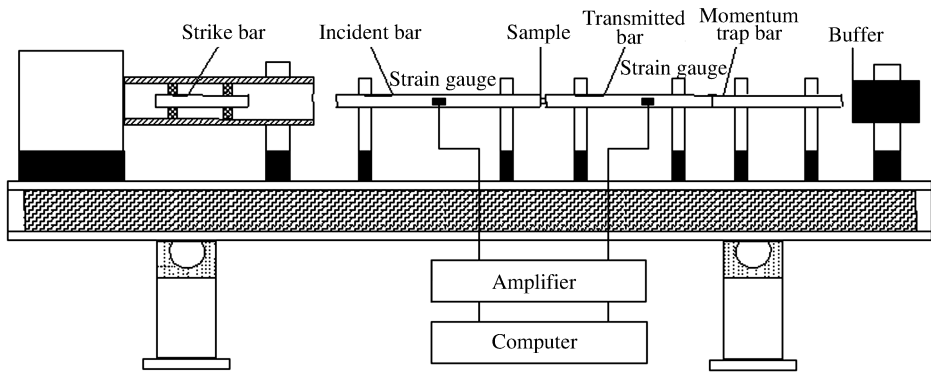 Strike bar
Incident bar
Strain gauge
Sample
Transmitted
bar
Strain gauge
Momentum
trap bar
Buffer
Amplifier
Computer